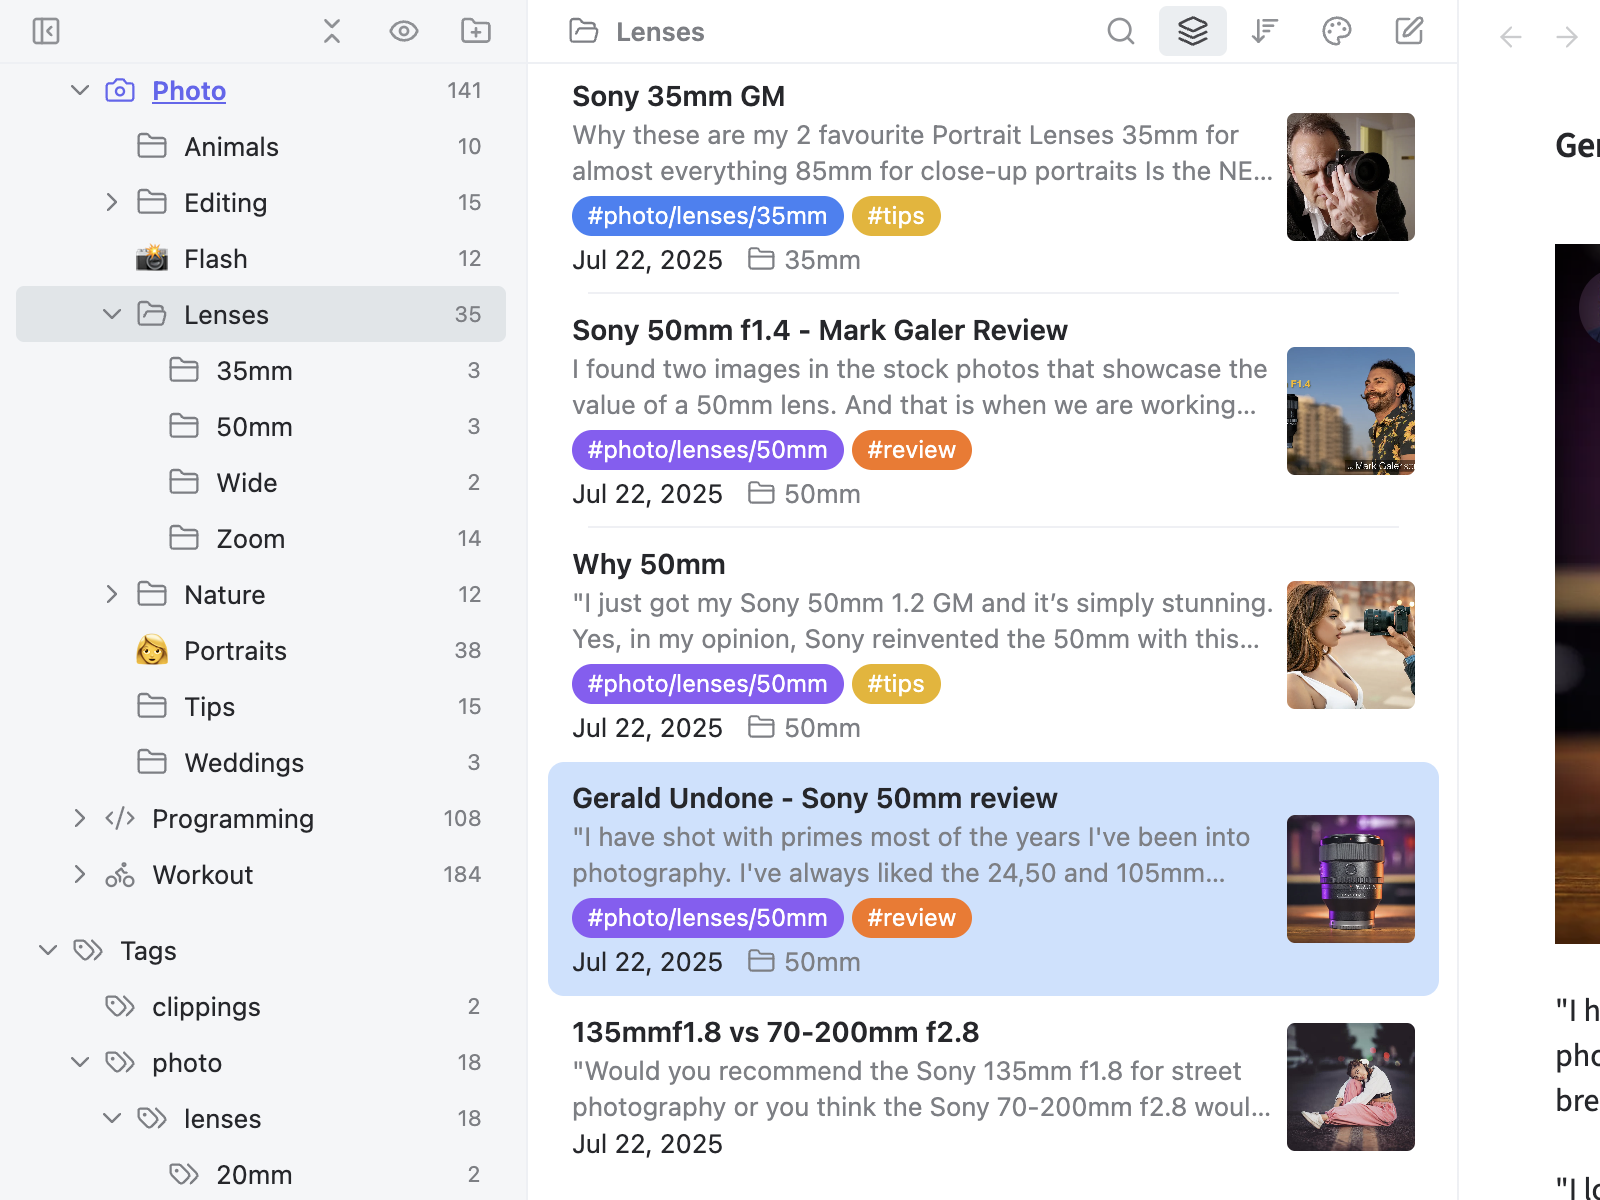 Photo 141
Animals 10
Editing 15
Flash 12
Lenses 35
35mm 3
50mm 3
Wide 2
Zoom 14
Nature 12
Portraits 38
Tips 15
Weddings 3
</> Programming 108
Workout 184
Tags
clippings 2
photo 18
lenses 18
20mm 2
Lenses
Sony 35mm GM
Why these are my 2 favourite Portrait Lenses 35mm for
almost everything 85mm for close-up portraits Is the NE...
#photo/lenses/35mm #tips
Jul 22, 2025 35mm
Sony 50mm f1.4 - Mark Galer Review
I found two images in the stock photos that showcase the
value of a 50mm lens. And that is when we are working...
#photo/lenses/50mm #review
Jul 22, 2025 50mm
F1.4
Why 50mm
"I just got my Sony 50mm 1.2 GM and it’s simply stunning.
Yes, in my opinion, Sony reinvented the 50mm with this...
#photo/lenses/50mm #tips
Jul 22, 2025 50mm
Gerald Undone - Sony 50mm review
"I have shot with primes most of the years I've been into
photography. I've always liked the 24,50 and 105mm...
#photo/lenses/50mm #review
Jul 22, 2025 50mm
135mmf1.8 vs 70-200mm f2.8
"Would you recommend the Sony 135mm f1.8 for street
photography or you think the Sony 70-200mm f2.8 woul...
Jul 22, 2025
Ger
"I h
pho
bre
"I lo